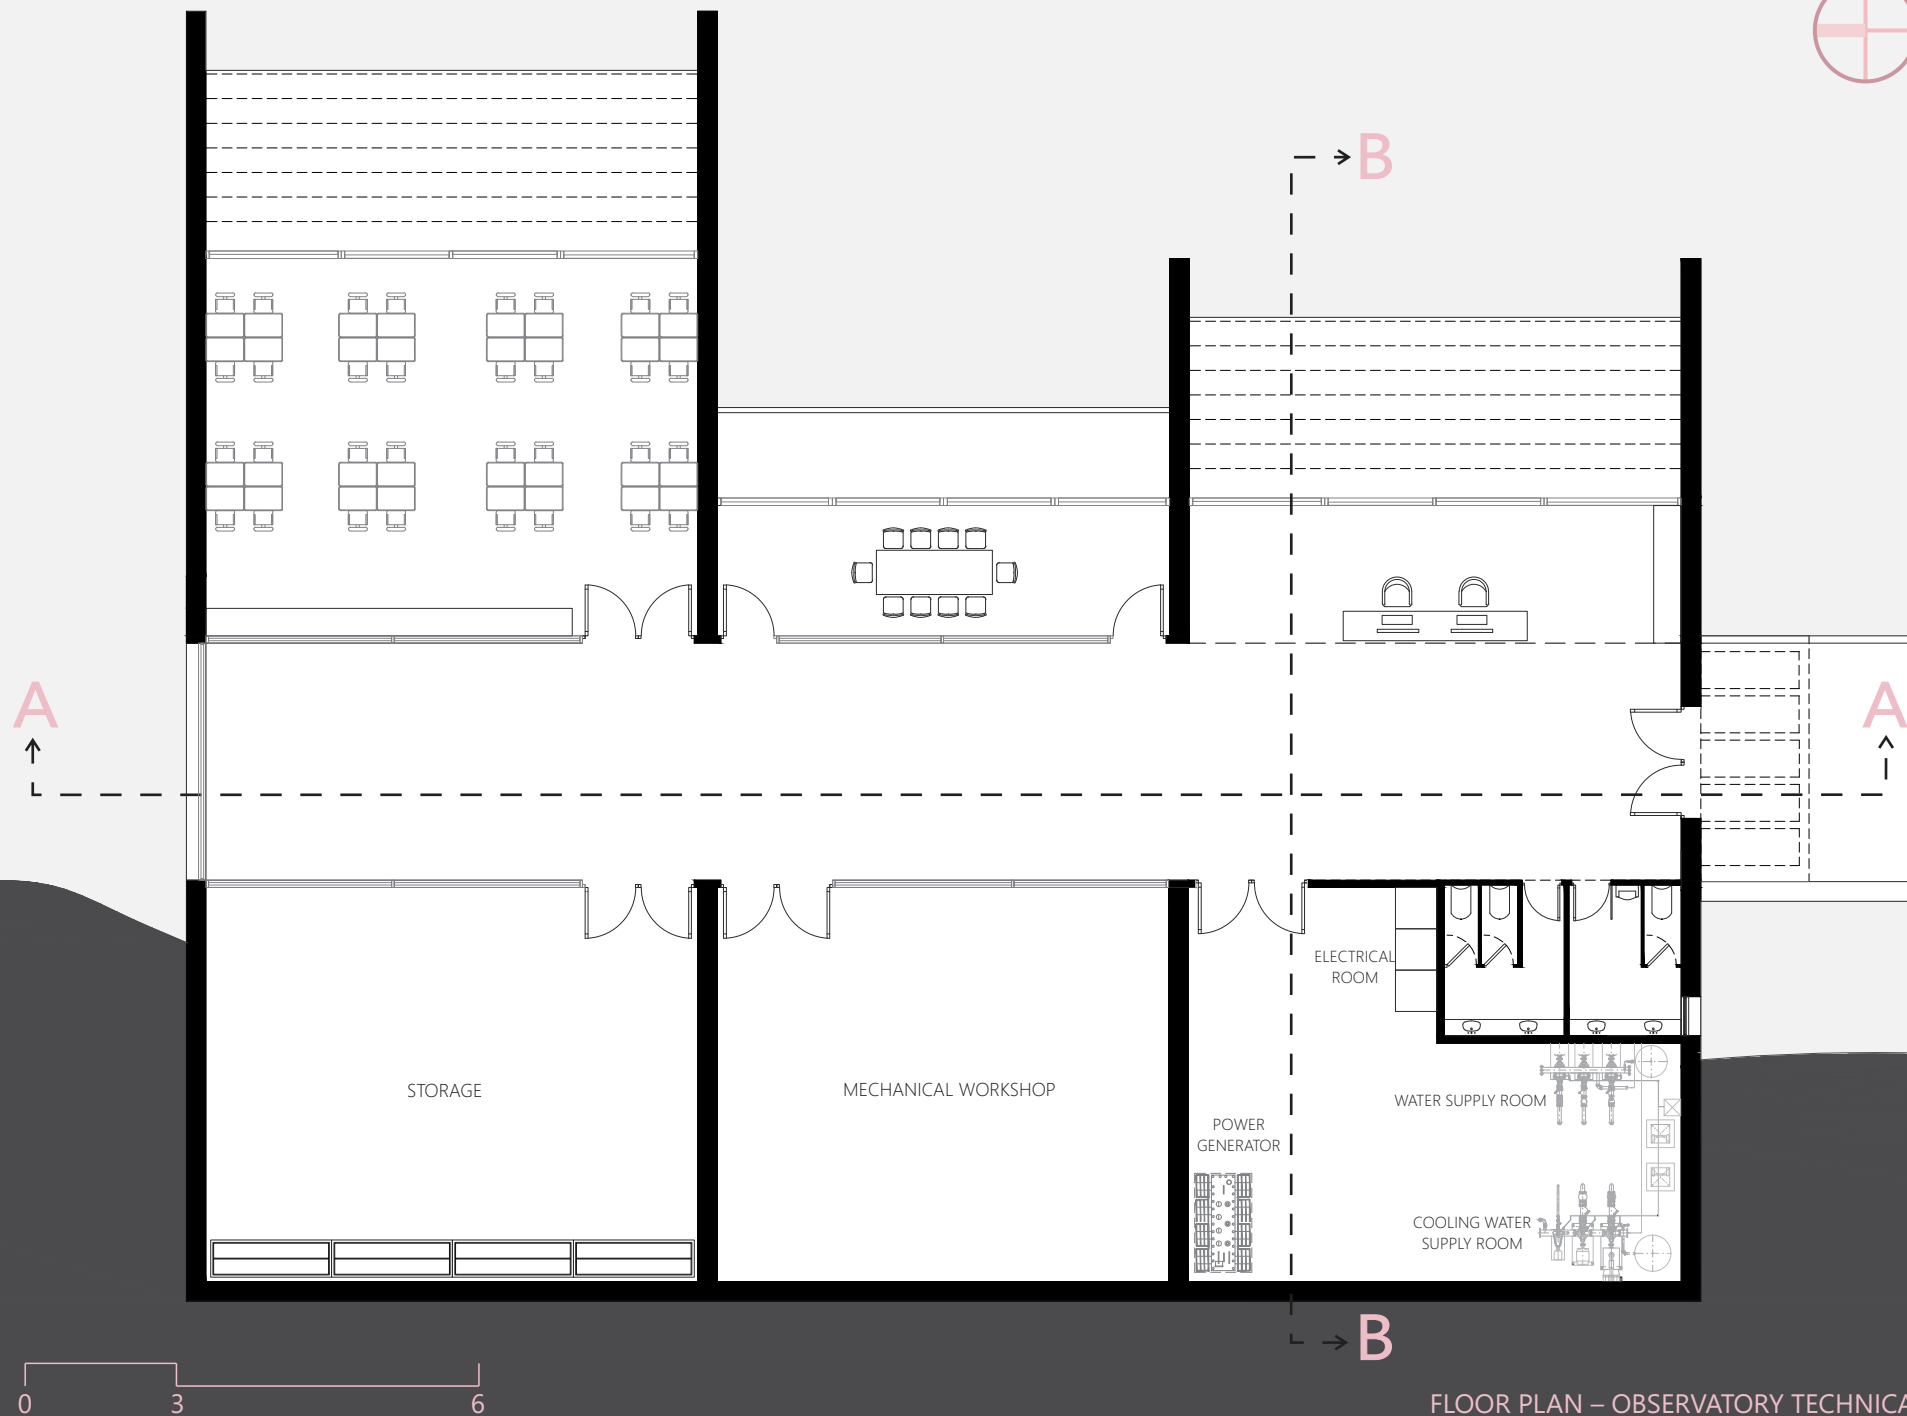 B
A
A
ELECTRICAL
ROOM
STORAGE
MECHANICAL WORKSHOP
WATER SUPPLY ROOM
POWER
GENERATOR
COOLING WATER
SUPPLY ROOM
B
0 3 6
FLOOR PLAN – OBSERVATORY TECHNICA